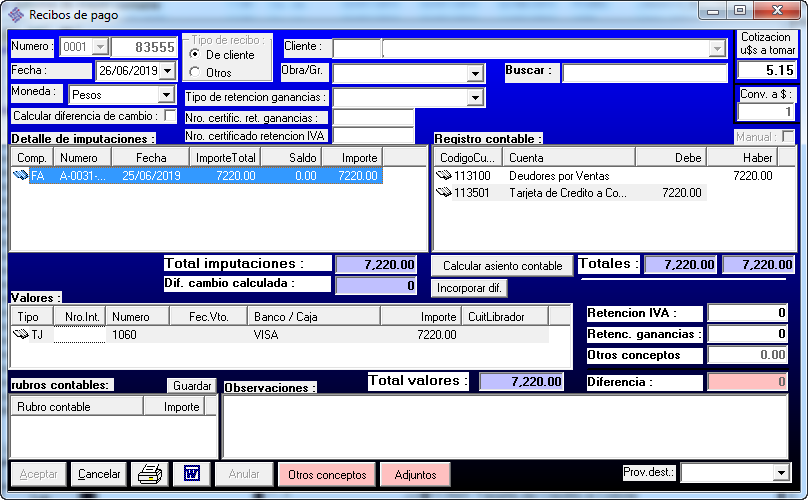 Recibos de pago
Numero : 0001 83555
Tipo de recibo :
De cliente
Otros
Cliente :
Cotizacion
u$s a tomar
5.15
Fecha : 26/06/2019
Obra/Gr.
Buscar :
Moneda : Pesos
Tipo de retencion ganancias :
Conv. a $ :
1
Calcular diferencia de cambio :
Nro. certific. ret. ganancias :
Nro. certificado retencion IVA
Manual :
Detalle de imputaciones :
Comp. Numero Fecha ImporteTotal Saldo Importe
FA A-0031-... 25/06/2019 7220.00 0.00 7220.00
Registro contable :
CodigoCu... Cuenta Debe Haber
113100 Deudores por Ventas 7220.00
113501 Tarjeta de Credito a Co... 7220.00
Total imputaciones : 7,220.00
Calcular asiento contable
Totales : 7,220.00 7,220.00
Dif. cambio calculada : 0
Incorporar dif.
Valores :
Tipo Nro.Int. Numero Fec.Vto. Banco / Caja Importe CuitLibrador
TJ 1060 VISA 7220.00
Retencion IVA : 0
Retenc. ganancias : 0
Otros conceptos 0.00
Total valores : 7,220.00
Diferencia : 0
rubros contables:
Guardar
Observaciones :
Rubro contable Importe
Aceptar Cancelar W Anular Otros conceptos Adjuntos
Prov.dest.: